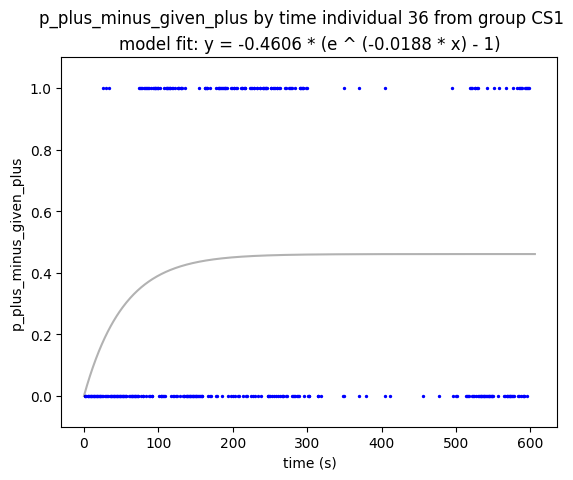 p_plus_minus_given_plus by time individual 36 from group CS1
model fit: y = -0.4606 * (e ^ (-0.0188 * x) - 1)
1.0
0.8
0.6
0.4
0.2
0.0
p_plus_minus_given_plus
0 100 200 300 400 500 600
time (s)